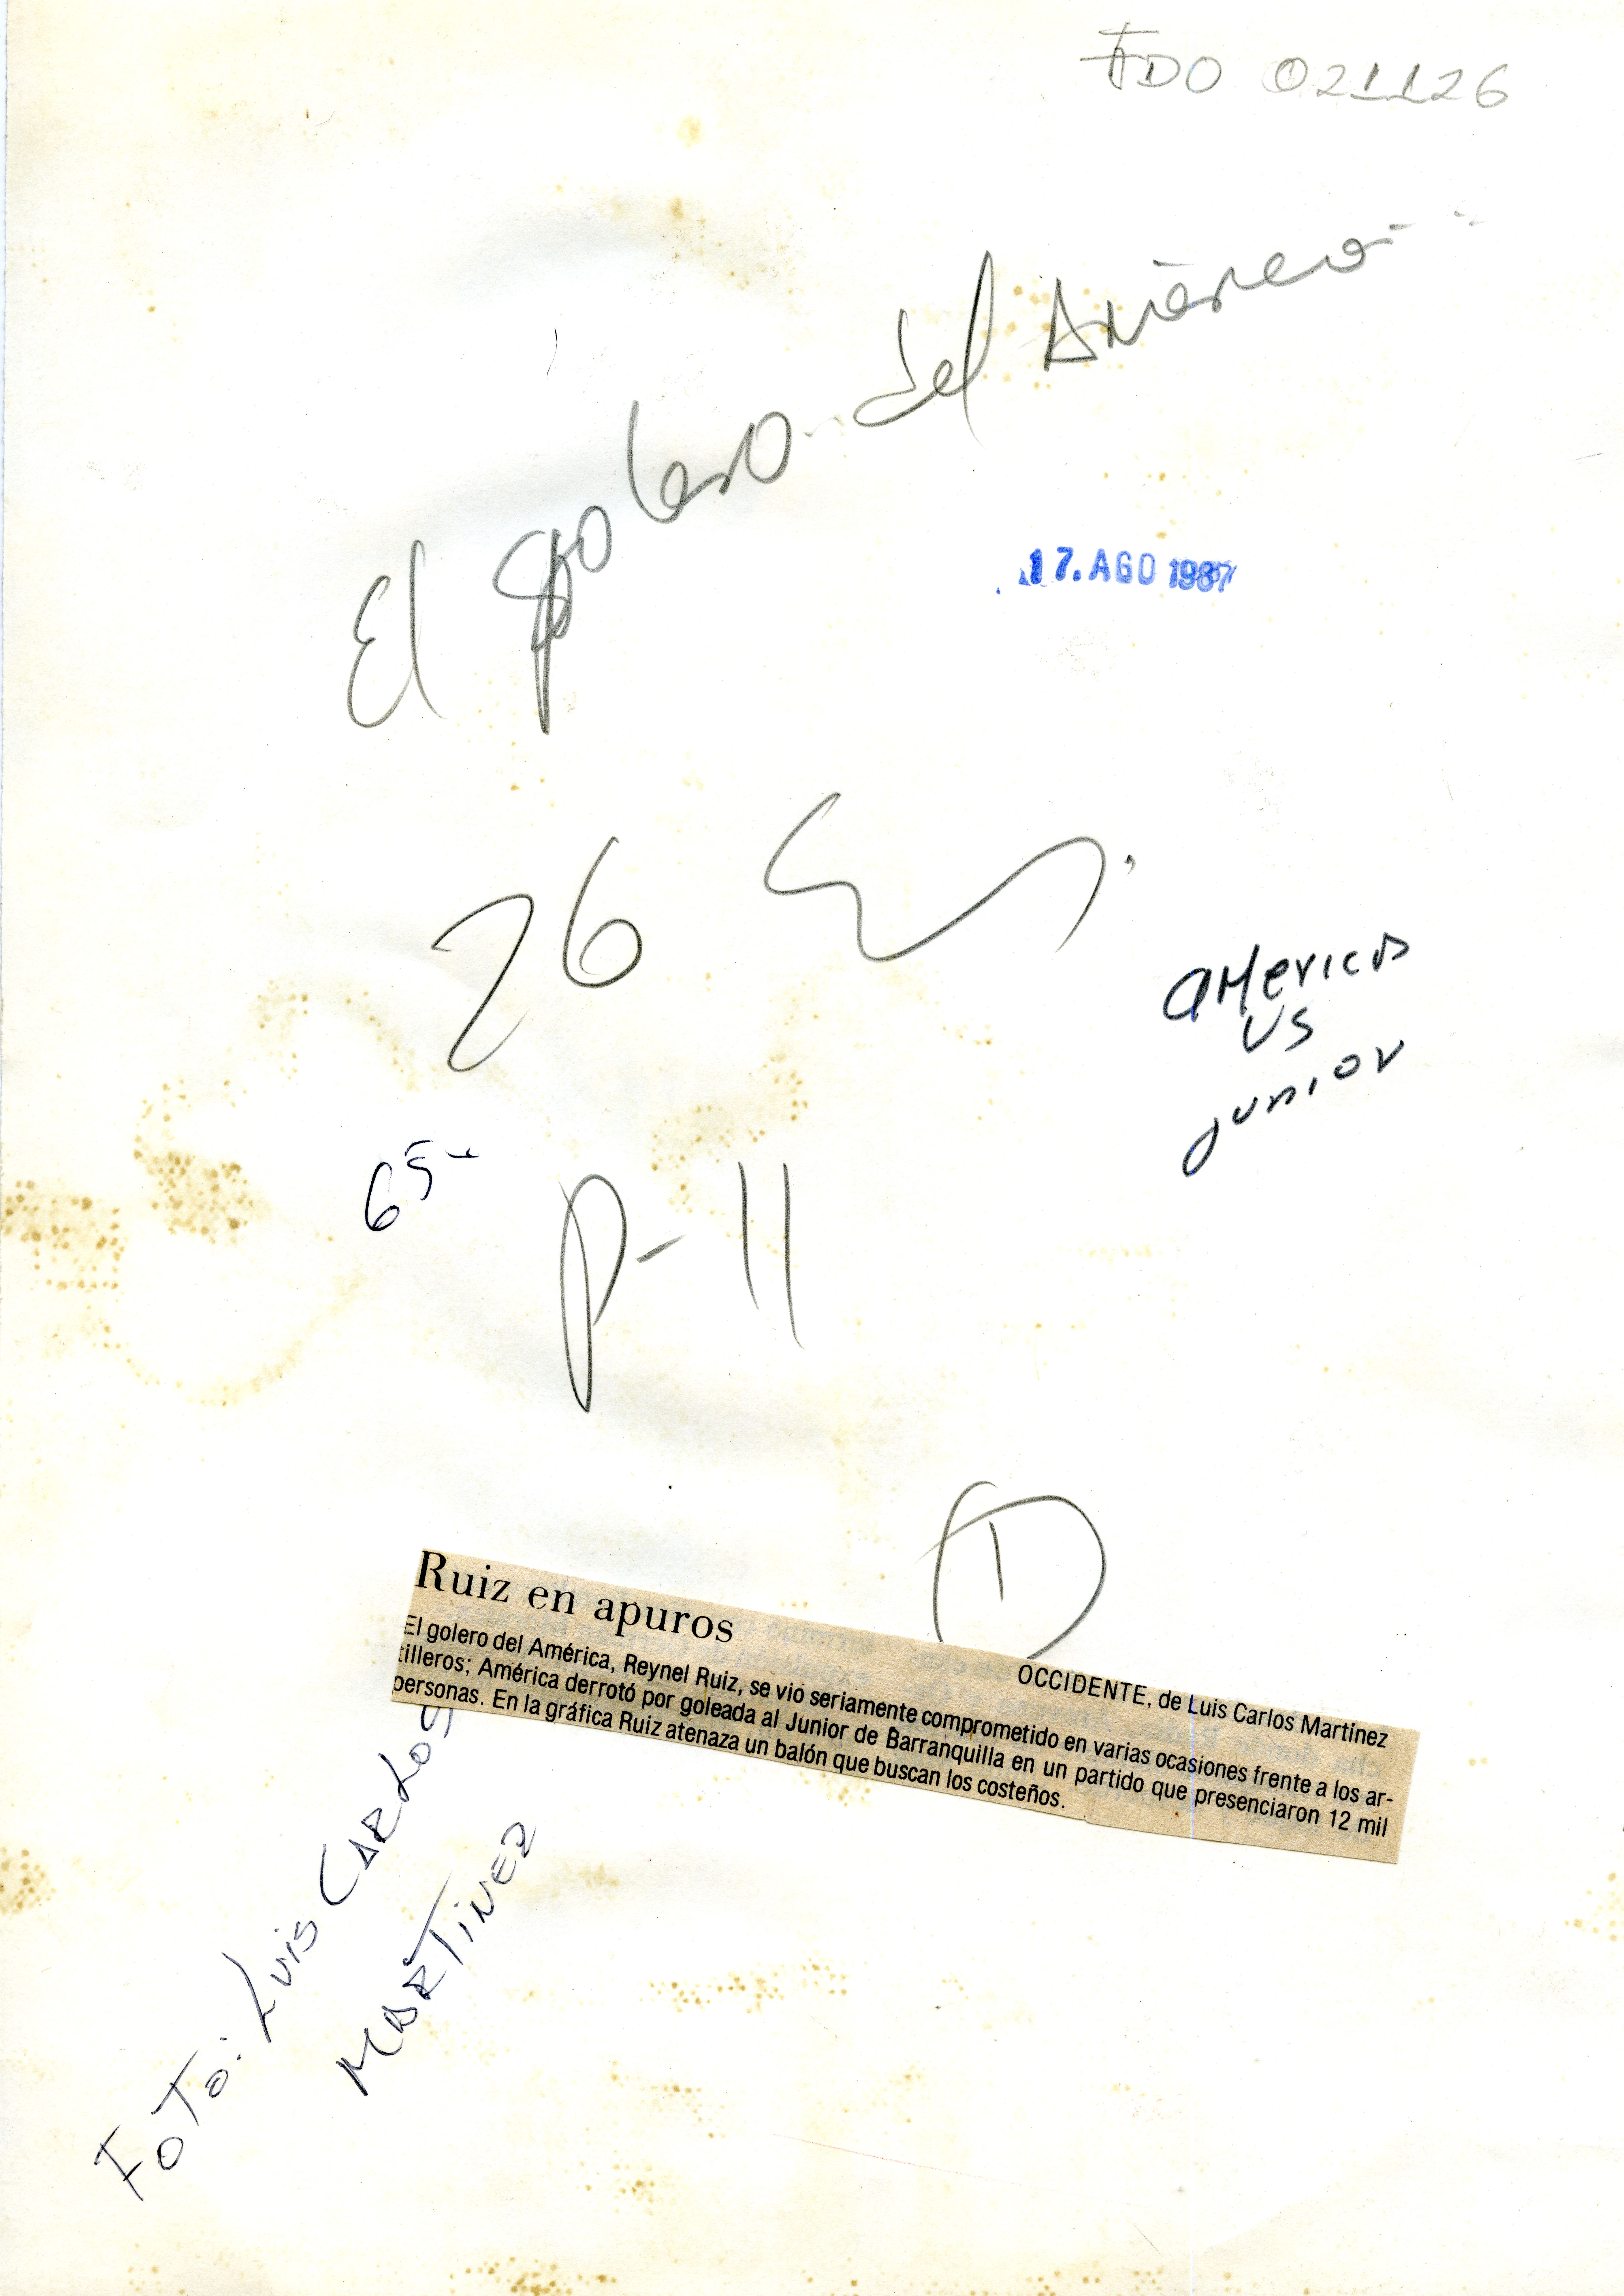 FDO 021126
El golero del América
17. AGO 1987
26
America
vs
junior
65-
P-11
Ruiz en apuros
OCCIDENTE, de Luis Carlos Martínez
El golero del América, Reynel Ruiz, se vio seriamente comprometido en varias ocasiones frente a los ar-
tilleros; América derrotó por goleada al Junior de Barranquilla en un partido que presenciaron 12 mil
personas. En la gráfica Ruiz atenaza un balón que buscan los costeños.
FoTo: Luis CARLOS
MARTINEZ